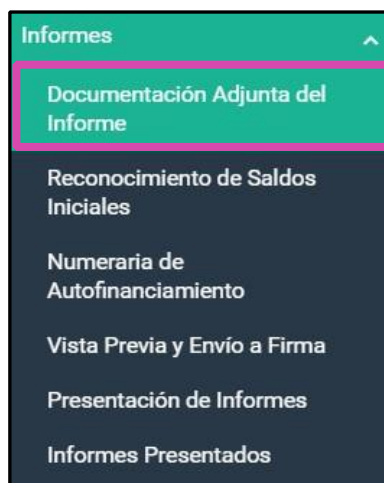 Informes
Documentación Adjunta del
Informe
Reconocimiento de Saldos
Iniciales
Numeraria de
Autofinanciamiento
Vista Previa y Envío a Firma
Presentación de Informes
Informes Presentados